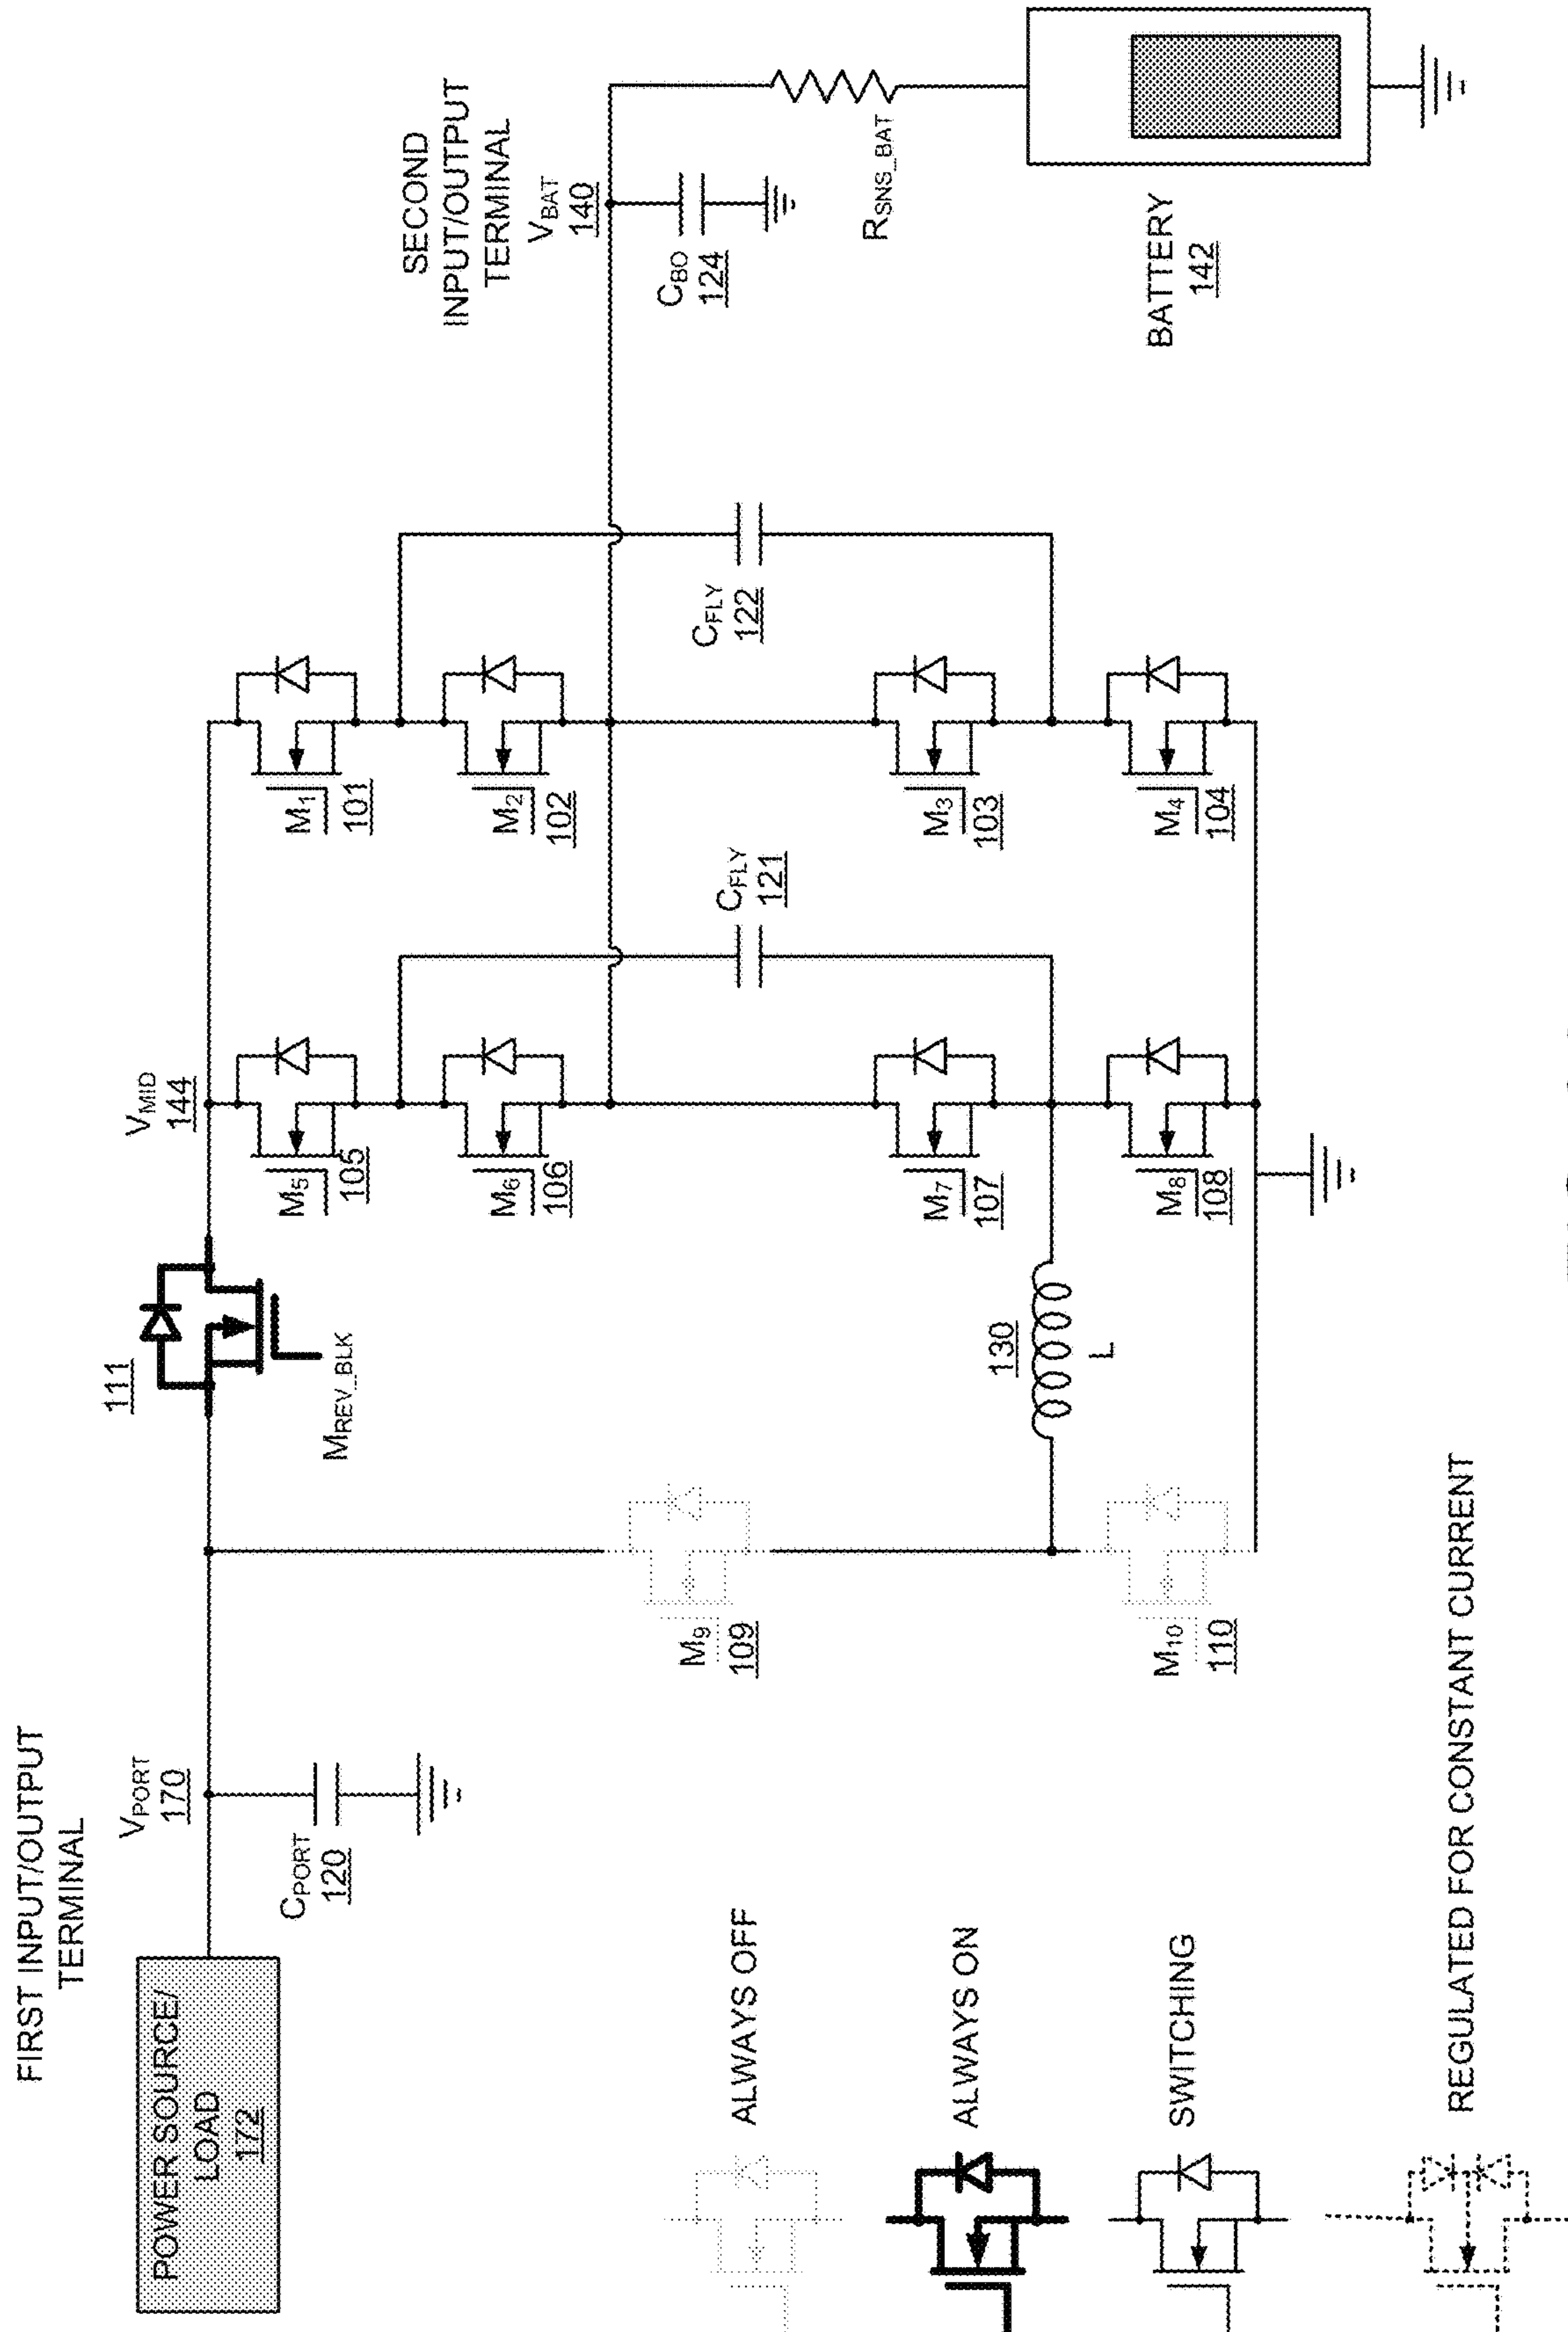 FIRST INPUT/OUTPUT
TERMINAL
POWER SOURCE/
LOAD
172
VPORT
170
CPORT
120
111
MREV_BLK
VMID
144
M5
105
M6
106
M7
107
M8
108
M1
101
M2
102
M3
103
M4
104
CFLY
121
CFLY
122
M9
109
M10
110
130
L
SECOND
INPUT/OUTPUT
TERMINAL
VBAT
140
CBO
124
RSNS_BAT
BATTERY
142
ALWAYS OFF
ALWAYS ON
SWITCHING
REGULATED FOR CONSTANT CURRENT